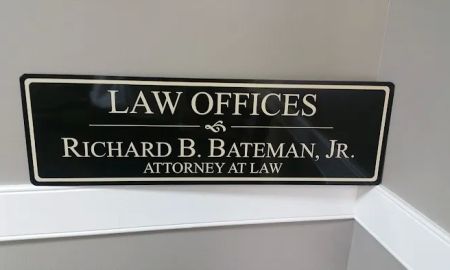 LAW OFFICES
RICHARD B. BATEMAN, JR.
ATTORNEY AT LAW